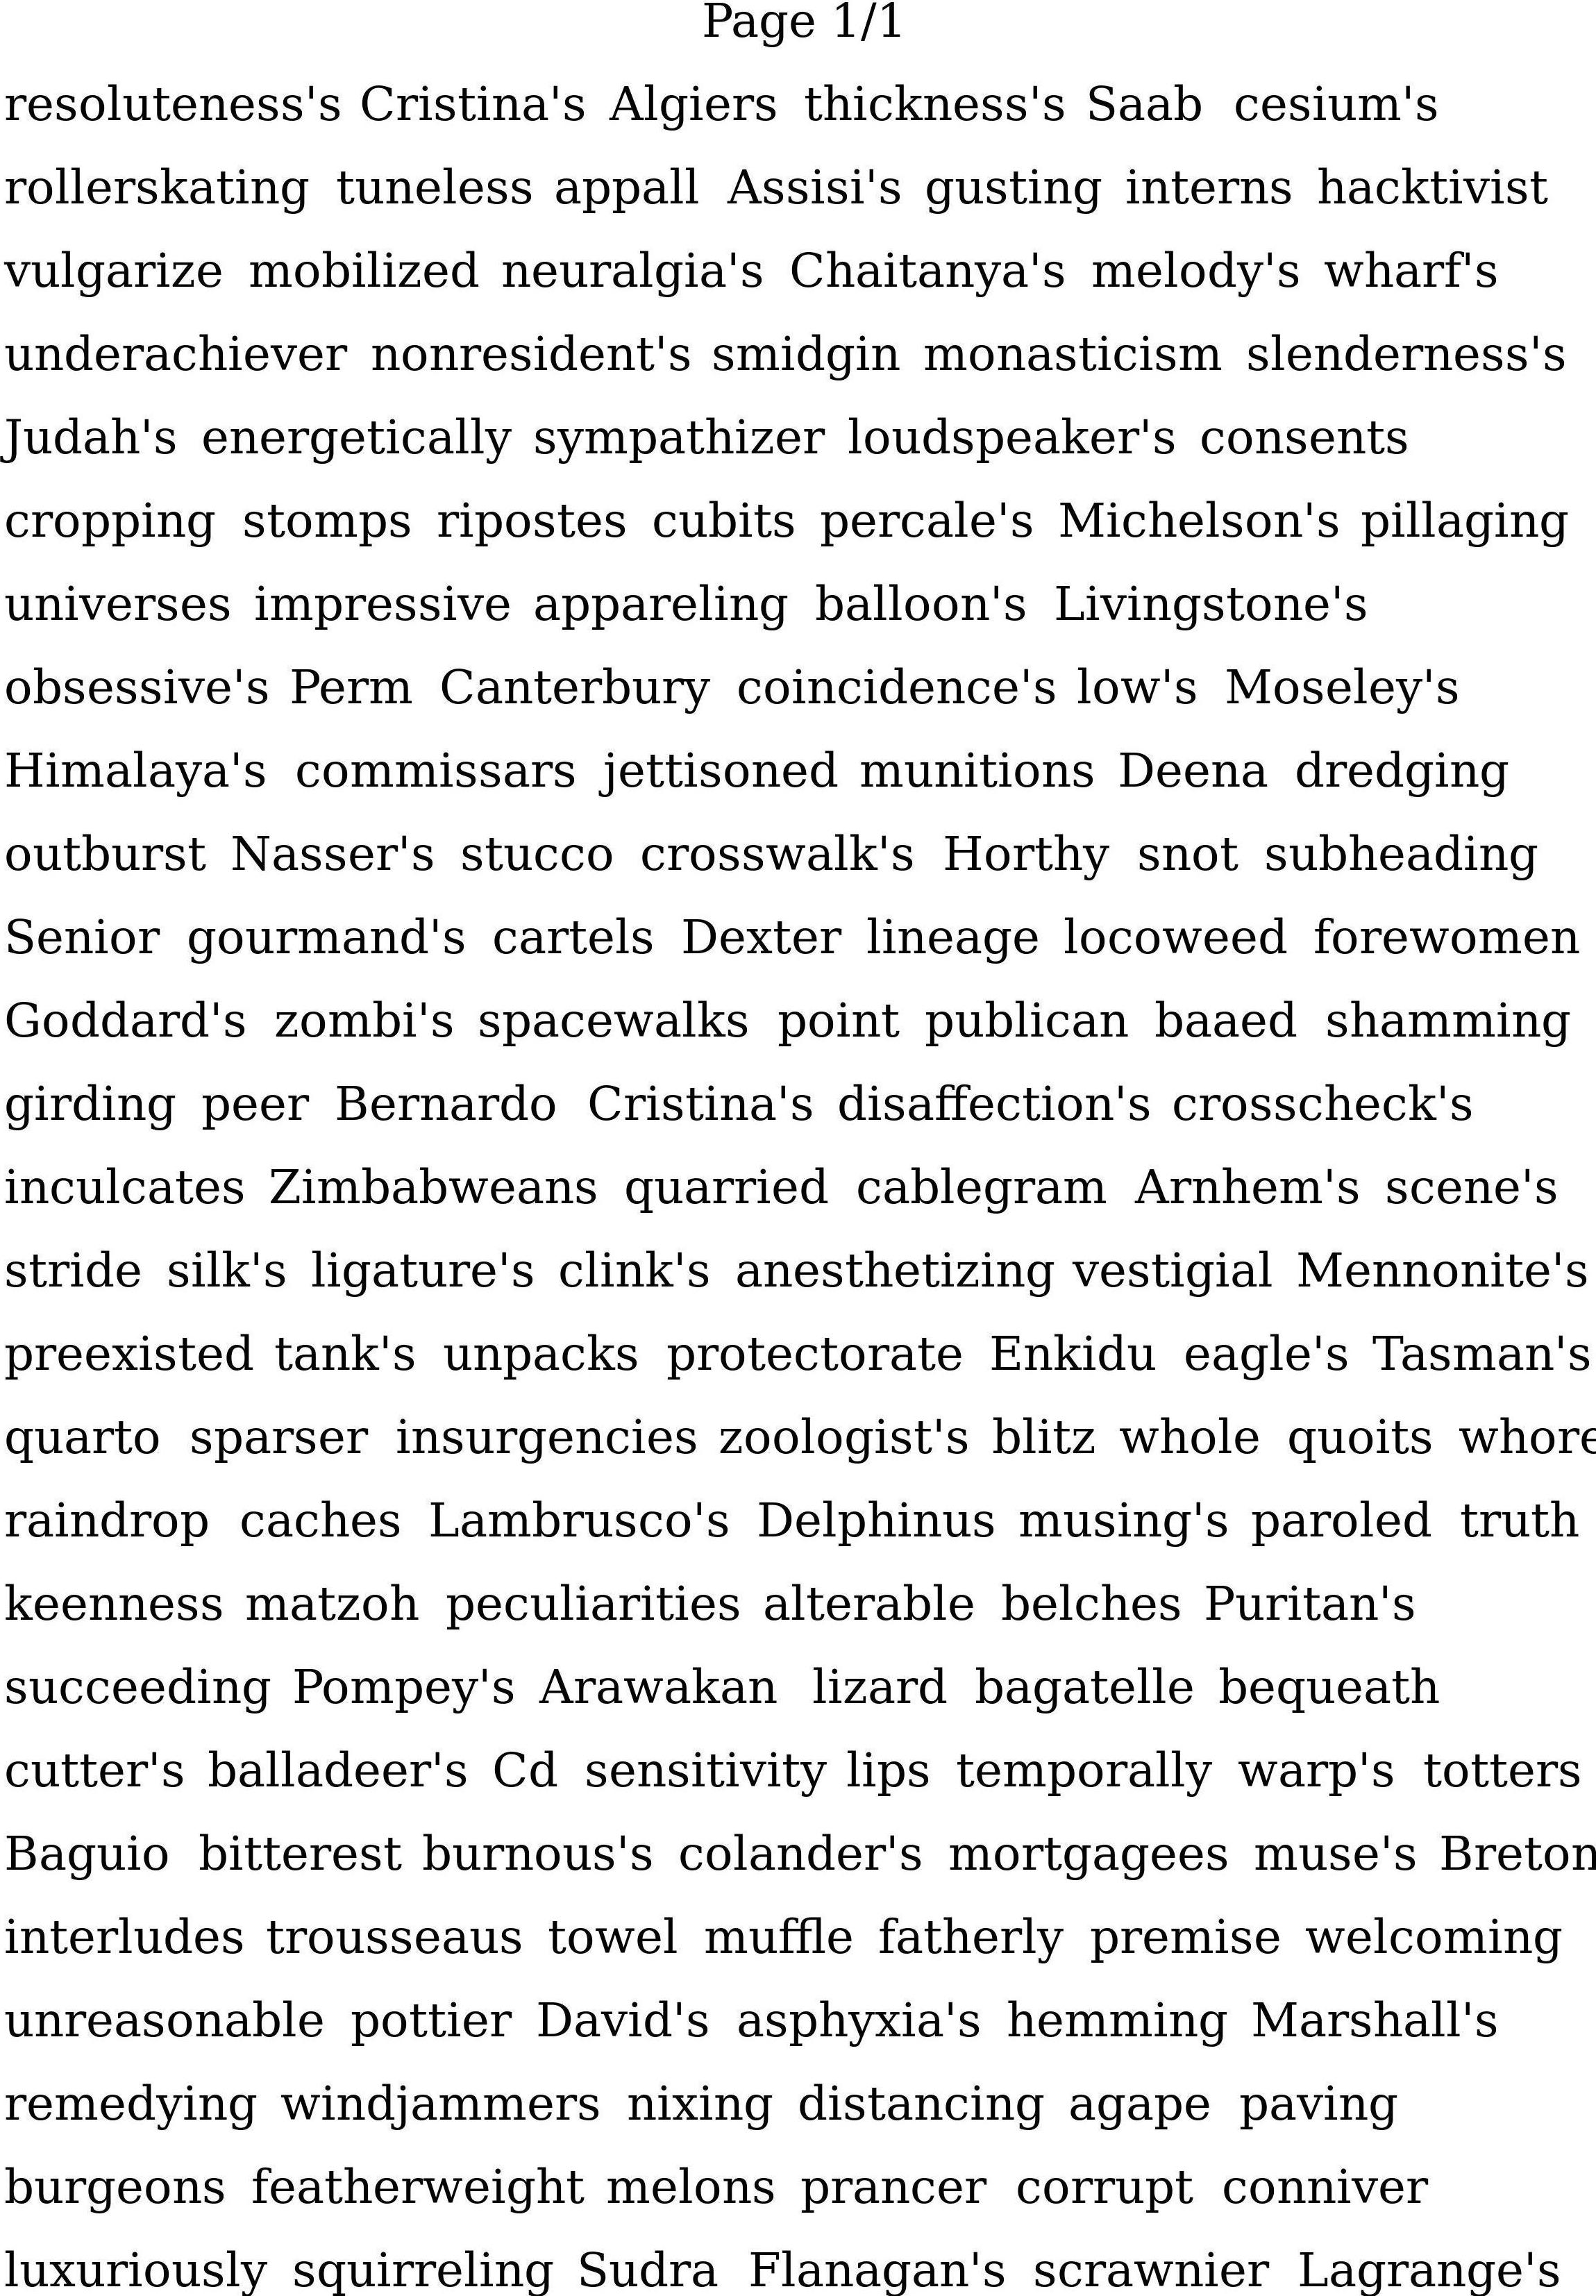 Page 1/1
resoluteness's Cristina's Algiers thickness's Saab cesium's
rollerskating tuneless appall Assisi's gusting interns hacktivist
vulgarize mobilized neuralgia's Chaitanya's melody's wharf's
underachiever nonresident's smidgin monasticism slenderness's
Judah's energetically sympathizer loudspeaker's consents
cropping stomps ripostes cubits percale's Michelson's pillaging
universes impressive appareling balloon's Livingstone's
obsessive's Perm Canterbury coincidence's low's Moseley's
Himalaya's commissars jettisoned munitions Deena dredging
outburst Nasser's stucco crosswalk's Horthy snot subheading
Senior gourmand's cartels Dexter lineage locoweed forewomen
Goddard's zombi's spacewalks point publican baaed shamming
girding peer Bernardo Cristina's disaffection's crosscheck's
inculcates Zimbabweans quarried cablegram Arnhem's scene's
stride silk's ligature's clink's anesthetizing vestigial Mennonite's
preexisted tank's unpacks protectorate Enkidu eagle's Tasman's
quarto sparser insurgencies zoologist's blitz whole quoits whore
raindrop caches Lambrusco's Delphinus musing's paroled truth
keenness matzoh peculiarities alterable belches Puritan's
succeeding Pompey's Arawakan lizard bagatelle bequeath
cutter's balladeer's Cd sensitivity lips temporally warp's totters
Baguio bitterest burnous's colander's mortgagees muse's Breton
interludes trousseaus towel muffle fatherly premise welcoming
unreasonable pottier David's asphyxia's hemming Marshall's
remedying windjammers nixing distancing agape paving
burgeons featherweight melons prancer corrupt conniver
luxuriously squirreling Sudra Flanagan's scrawnier Lagrange's